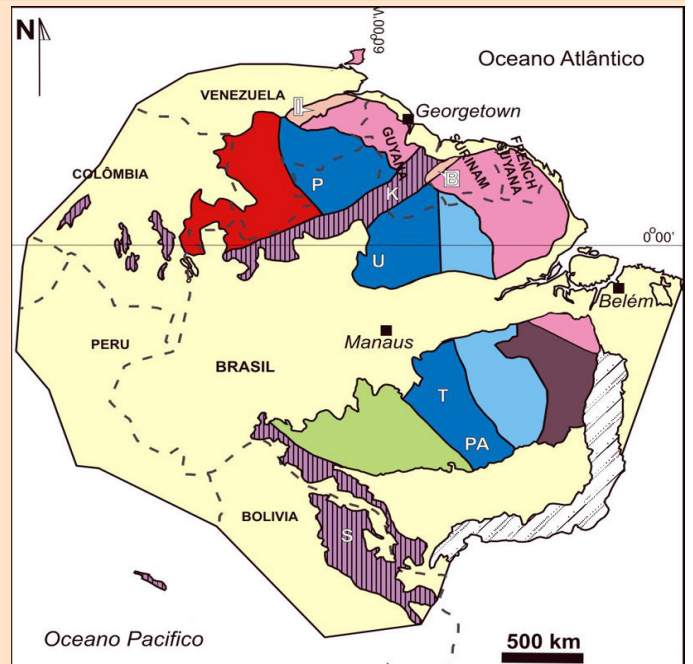 N
60°00'W
Oceano Atlântico
VENEZUELA
I
Georgetown
GUYANA
SURINAM
FRENCH
GUYANA
COLÔMBIA
P
K
B
0°00'
U
Belém
Manaus
PERU
BRASIL
T
PA
BOLIVIA
S
Oceano Pacifico
500 km